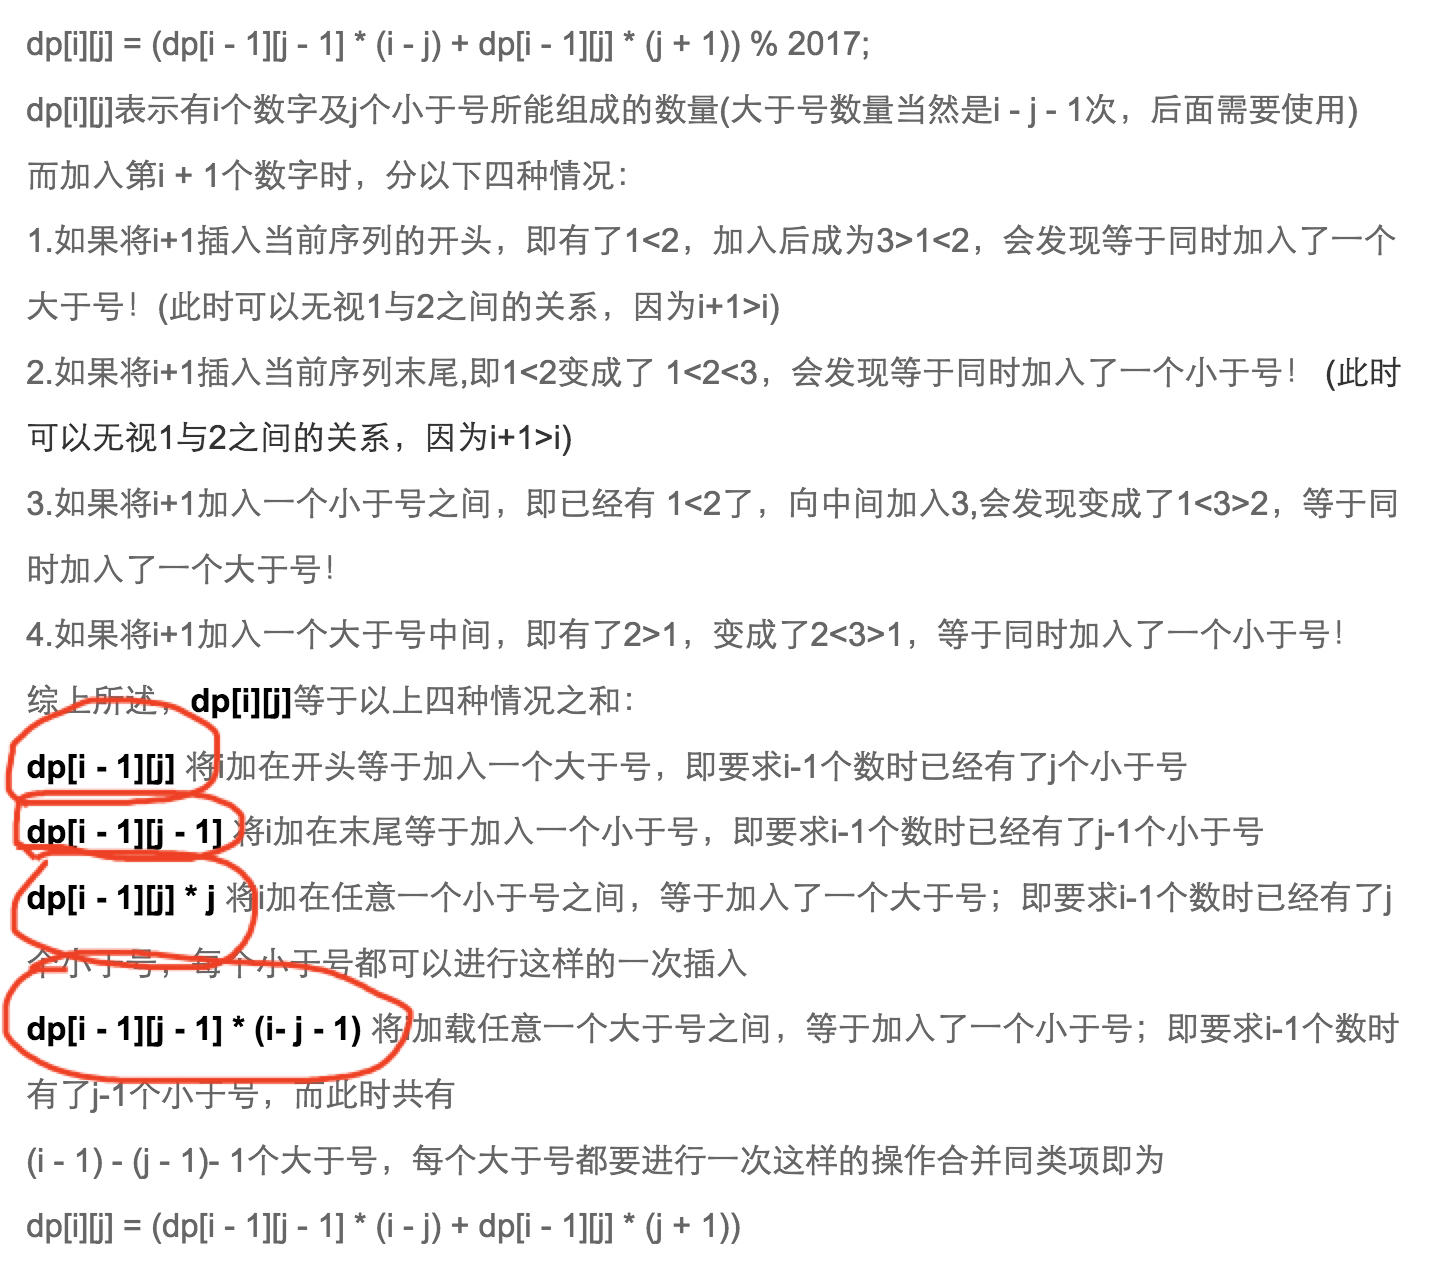 dp[i][j] = (dp[i - 1][j - 1] * (i - j) + dp[i - 1][j] * (j + 1)) % 2017;
dp[i][j]表示有i个数字及j个小于号所能组成的数量(大于号数量当然是i - j - 1次，后面需要使用)
而加入第i + 1个数字时，分以下四种情况：
1.如果将i+1插入当前序列的开头，即有了1<2，加入后成为3>1<2，会发现等于同时加入了一个
大于号！(此时可以无视1与2之间的关系，因为i+1>i)
2.如果将i+1插入当前序列末尾,即1<2变成了 1<2<3，会发现等于同时加入了一个小于号！ (此时
可以无视1与2之间的关系，因为i+1>i)
3.如果将i+1加入一个小于号之间，即已经有 1<2了，向中间加入3,会发现变成了1<3>2，等于同
时加入了一个大于号！
4.如果将i+1加入一个大于号中间，即有了2>1，变成了2<3>1，等于同时加入了一个小于号！
综上所述，dp[i][j]等于以上四种情况之和：
dp[i - 1][j] 将i加在开头等于加入一个大于号，即要求i-1个数时已经有了j个小于号
dp[i - 1][j - 1] 将i加在末尾等于加入一个小于号，即要求i-1个数时已经有了j-1个小于号
dp[i - 1][j] * j 将i加在任意一个小于号之间，等于加入了一个大于号；即要求i-1个数时已经有了j
个小于号，每个小于号都可以进行这样的一次插入
dp[i - 1][j - 1] * (i- j - 1) 将i加载任意一个大于号之间，等于加入了一个小于号；即要求i-1个数时
有了j-1个小于号，而此时共有
(i - 1) - (j - 1)- 1个大于号，每个大于号都要进行一次这样的操作合并同类项即为
dp[i][j] = (dp[i - 1][j - 1] * (i - j) + dp[i - 1][j] * (j + 1))